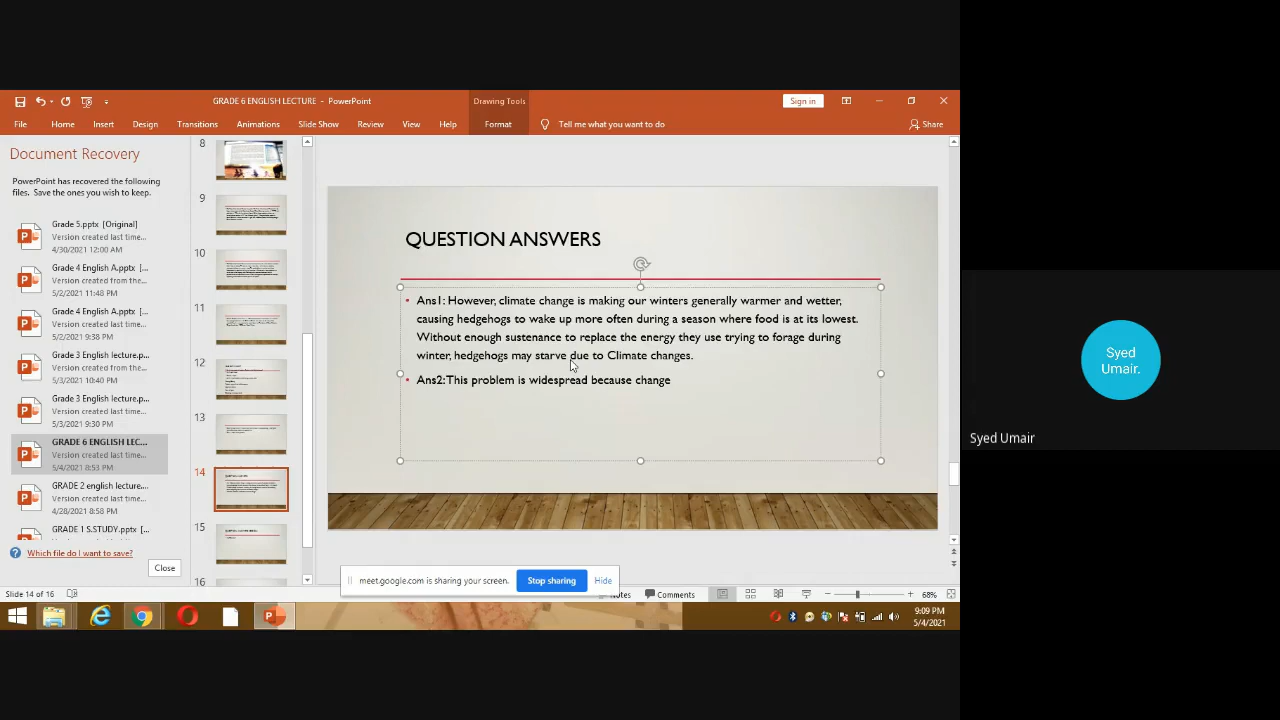 GRADE 6 ENGLISH LECTURE - PowerPoint
Drawing Tools
Sign in
File Home Insert Design Transitions Animations Slide Show Review View Help Format Tell me what you want to do Share
Document Recovery
PowerPoint has recovered the following
files. Save the ones you wish to keep.
Grade 5.pptx [Original]
Version created last time...
4/30/2021 12:00 AM
Grade 4 English A.pptx [...
Version created from the...
5/2/2021 11:48 PM
Grade 4 English A.pptx [...
Version created last time...
5/2/2021 9:38 PM
Grade 3 English lecture.p...
Version created from the...
5/3/2021 10:40 PM
Grade 3 English lecture.p...
Version created last time...
5/3/2021 9:30 PM
GRADE 6 ENGLISH LEC...
Version created last time...
5/4/2021 8:53 PM
GRADE 2 english lecture...
Version created last time...
4/28/2021 8:58 PM
GRADE 1 S.STUDY.pptx [...
Which file do I want to save?
Close
8
9
10
11
12
13
14
15
16
QUESTION ANSWERS
• Ans1: However, climate change is making our winters generally warmer and wetter,
causing hedgehogs to wake up more often during a season where food is at its lowest.
Without enough sustenance to replace the energy they use trying to forage during
winter, hedgehogs may starve due to Climate changes.
• Ans2:This problem is widespread because change
meet.google.com is sharing your screen. Stop sharing Hide
Slide 14 of 16
Comments
68%
9:09 PM
5/4/2021
Syed
Umair.
Syed Umair